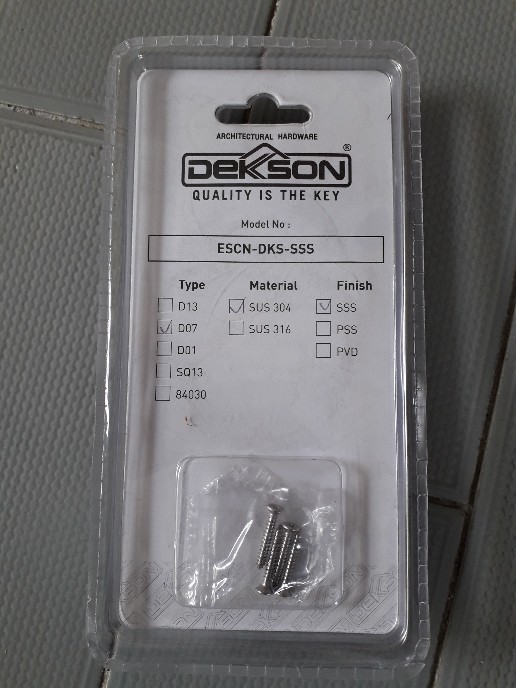 ARCHITECTURAL HARDWARE
DEKSON®
QUALITY IS THE KEY
Model No :
ESCN-DKS-SSS
Type Material Finish
D13 SUS 304 SSS
D07 SUS 316 PSS
D01 PVD
SQ13
84030